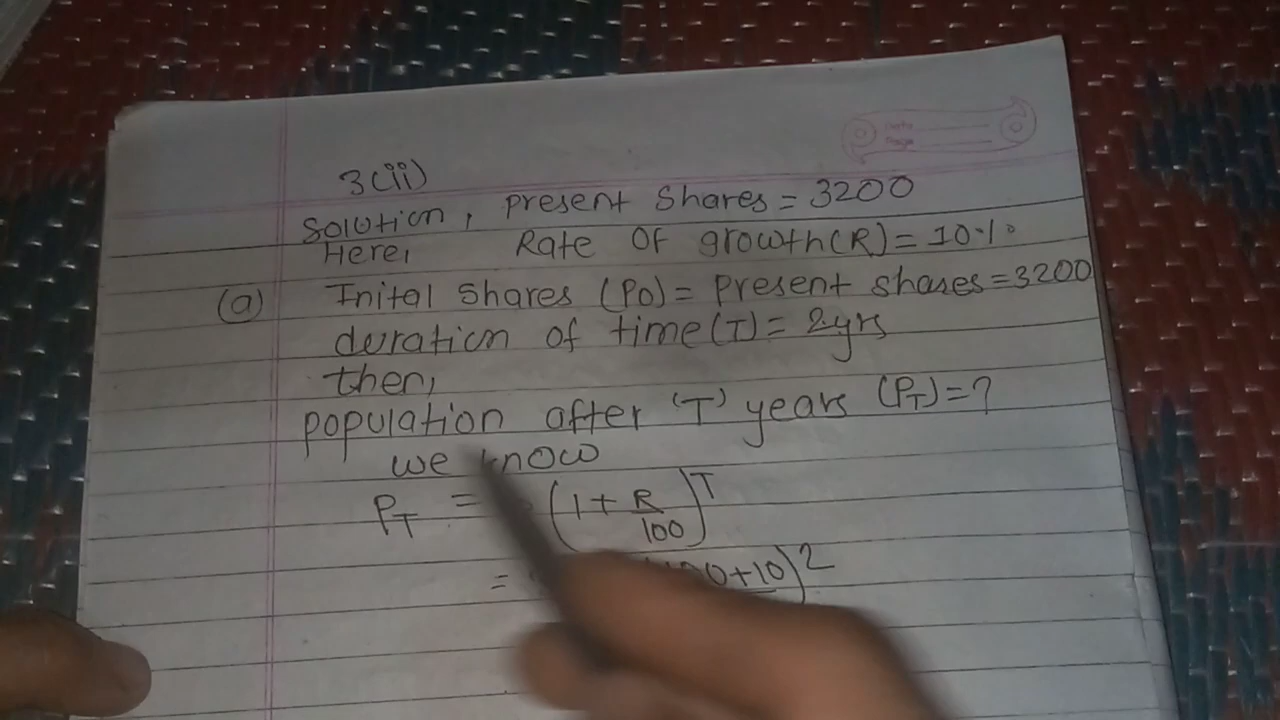 3(ii)
Solution, Present Shares = 3200
Here, Rate Of growth(R) = 10%
(a) Inital Shares (P0) = Present shares = 3200
duration of time(T) = 2yrs
then,
population after 'T' years (PT) = ?
we know
PT = (1 + R/100)T
= 100+10)2